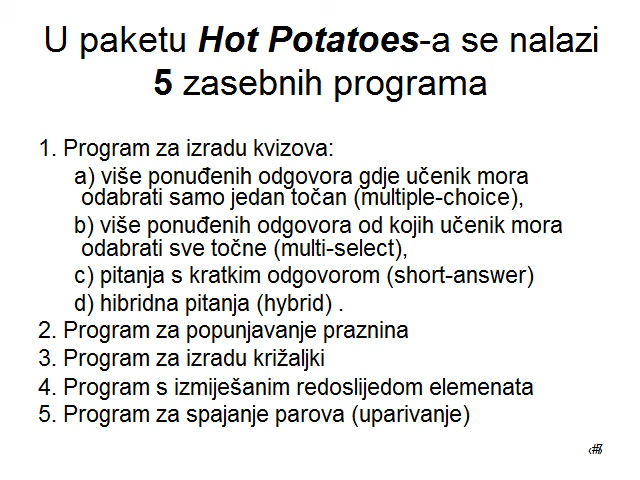 U paketu Hot Potatoes-a se nalazi
5 zasebnih programa
1. Program za izradu kvizova:
a) više ponuđenih odgovora gdje učenik mora
odabrati samo jedan točan (multiple-choice),
b) više ponuđenih odgovora od kojih učenik mora
odabrati sve točne (multi-select),
c) pitanja s kratkim odgovorom (short-answer)
d) hibridna pitanja (hybrid) .
2. Program za popunjavanje praznina
3. Program za izradu križaljki
4. Program s izmiješanim redoslijedom elemenata
5. Program za spajanje parova (uparivanje)